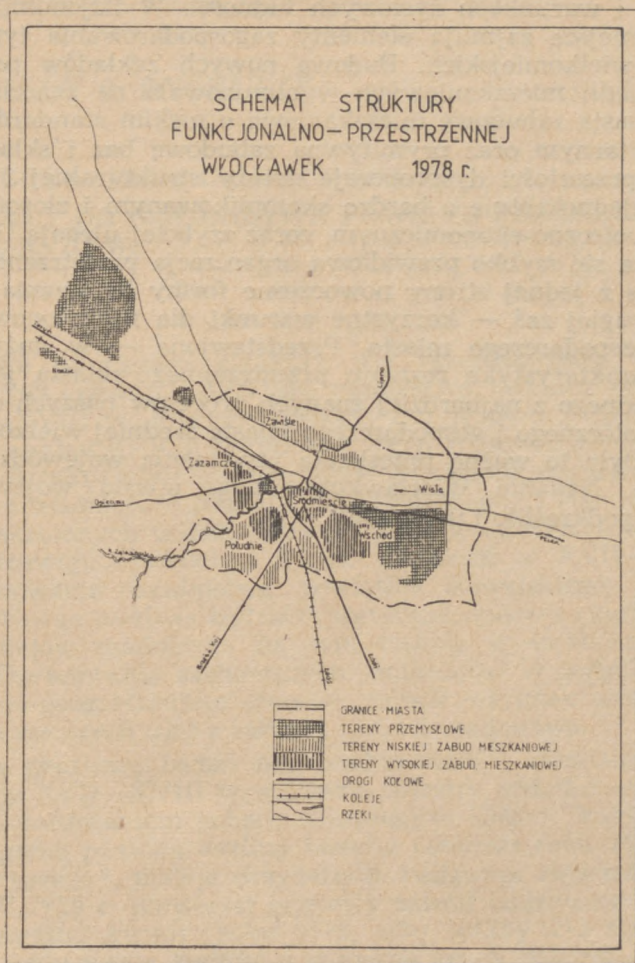 SCHEMAT STRUKTURY
FUNKCJONALNO-PRZESTRZENNEJ
WŁOCŁAWEK 1978 r.
Zawiśle
Zazamcze
Wisła
Śródmieście
Wschód
Południe
GRANICE MIASTA
TERENY PRZEMYSŁOWE
TERENY NISKIEJ ZABUD. MIESZKANIOWEJ
TERENY WYSOKIEJ ZABUD. MIESZKANIOWEJ
DROGI KOŁOWE
KOLEJE
RZEKI